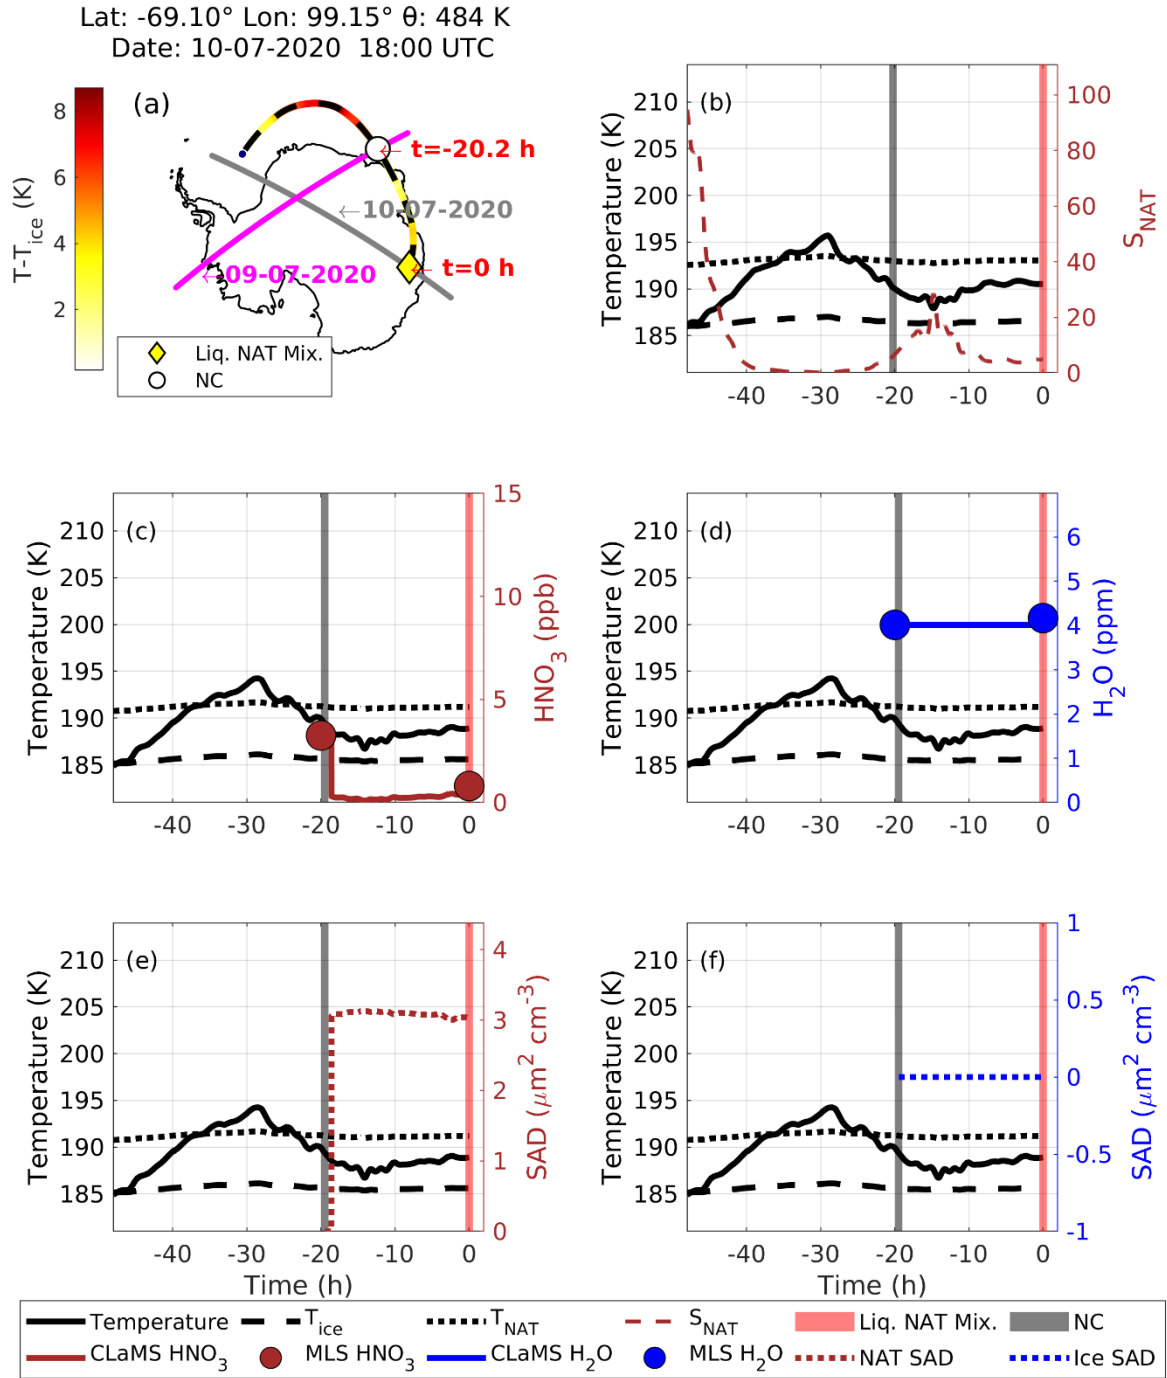 Lat: -69.10° Lon: 99.15° θ: 484 K
Date: 10-07-2020 18:00 UTC
(a)
8
6
4
2
T-T_ice (K)
←t=-20.2 h
←10-07-2020
←09-07-2020
←t=0 h
Liq. NAT Mix.
NC
(b)
210
205
200
195
190
185
Temperature (K)
100
80
60
40
20
0
S_NAT
-40 -30 -20 -10 0
(c)
210
205
200
195
190
185
Temperature (K)
15
10
5
0
HNO₃ (ppb)
-40 -30 -20 -10 0
(d)
210
205
200
195
190
185
Temperature (K)
6
5
4
3
2
1
0
H₂O (ppm)
-40 -30 -20 -10 0
(e)
210
205
200
195
190
185
Temperature (K)
4
3
2
1
0
SAD (μm² cm⁻³)
-40 -30 -20 -10 0
Time (h)
(f)
210
205
200
195
190
185
Temperature (K)
1
0.5
0
-0.5
-1
SAD (μm² cm⁻³)
-40 -30 -20 -10 0
Time (h)
Temperature T_ice T_NAT S_NAT Liq. NAT Mix. NC
CLaMS HNO₃ MLS HNO₃ CLaMS H₂O MLS H₂O NAT SAD Ice SAD